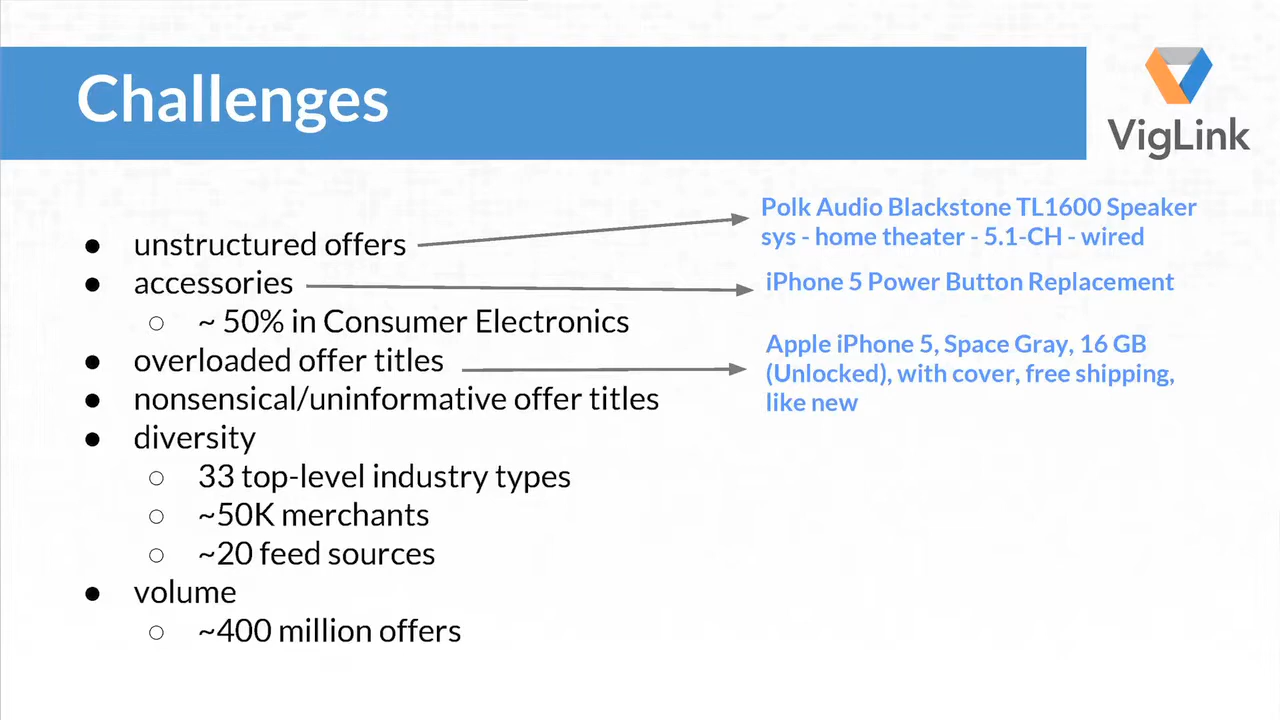 Challenges
VigLink
● unstructured offers
● accessories
○ ~ 50% in Consumer Electronics
● overloaded offer titles
● nonsensical/uninformative offer titles
● diversity
○ 33 top-level industry types
○ ~50K merchants
○ ~20 feed sources
● volume
○ ~400 million offers
Polk Audio Blackstone TL1600 Speaker
sys - home theater - 5.1-CH - wired
iPhone 5 Power Button Replacement
Apple iPhone 5, Space Gray, 16 GB
(Unlocked), with cover, free shipping,
like new